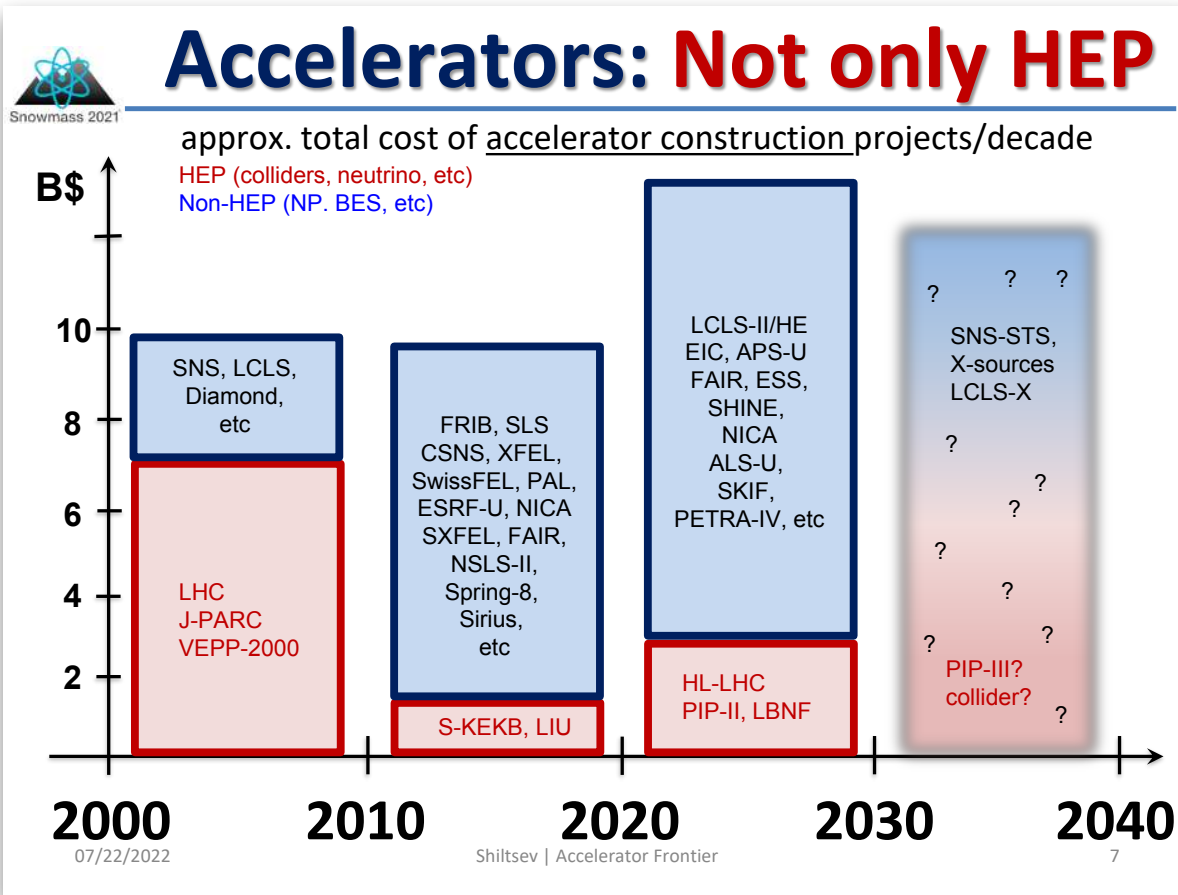 Accelerators: Not only HEP
Snowmass 2021
approx. total cost of accelerator construction projects/decade
B$
HEP (colliders, neutrino, etc)
Non-HEP (NP. BES, etc)
10
8
6
4
2
SNS, LCLS,
Diamond,
etc
LHC
J-PARC
VEPP-2000
FRIB, SLS
CSNS, XFEL,
SwissFEL, PAL,
ESRF-U, NICA
SXFEL, FAIR,
NSLS-II,
Spring-8,
Sirius,
etc
S-KEKB, LIU
LCLS-II/HE
EIC, APS-U
FAIR, ESS,
SHINE,
NICA
ALS-U,
SKIF,
PETRA-IV, etc
HL-LHC
PIP-II, LBNF
? ? ?
SNS-STS,
X-sources
LCLS-X
?
?
?
?
?
?
?
PIP-III?
collider?
?
2000 2010 2020 2030 2040
07/22/2022 Shiltsev | Accelerator Frontier 7